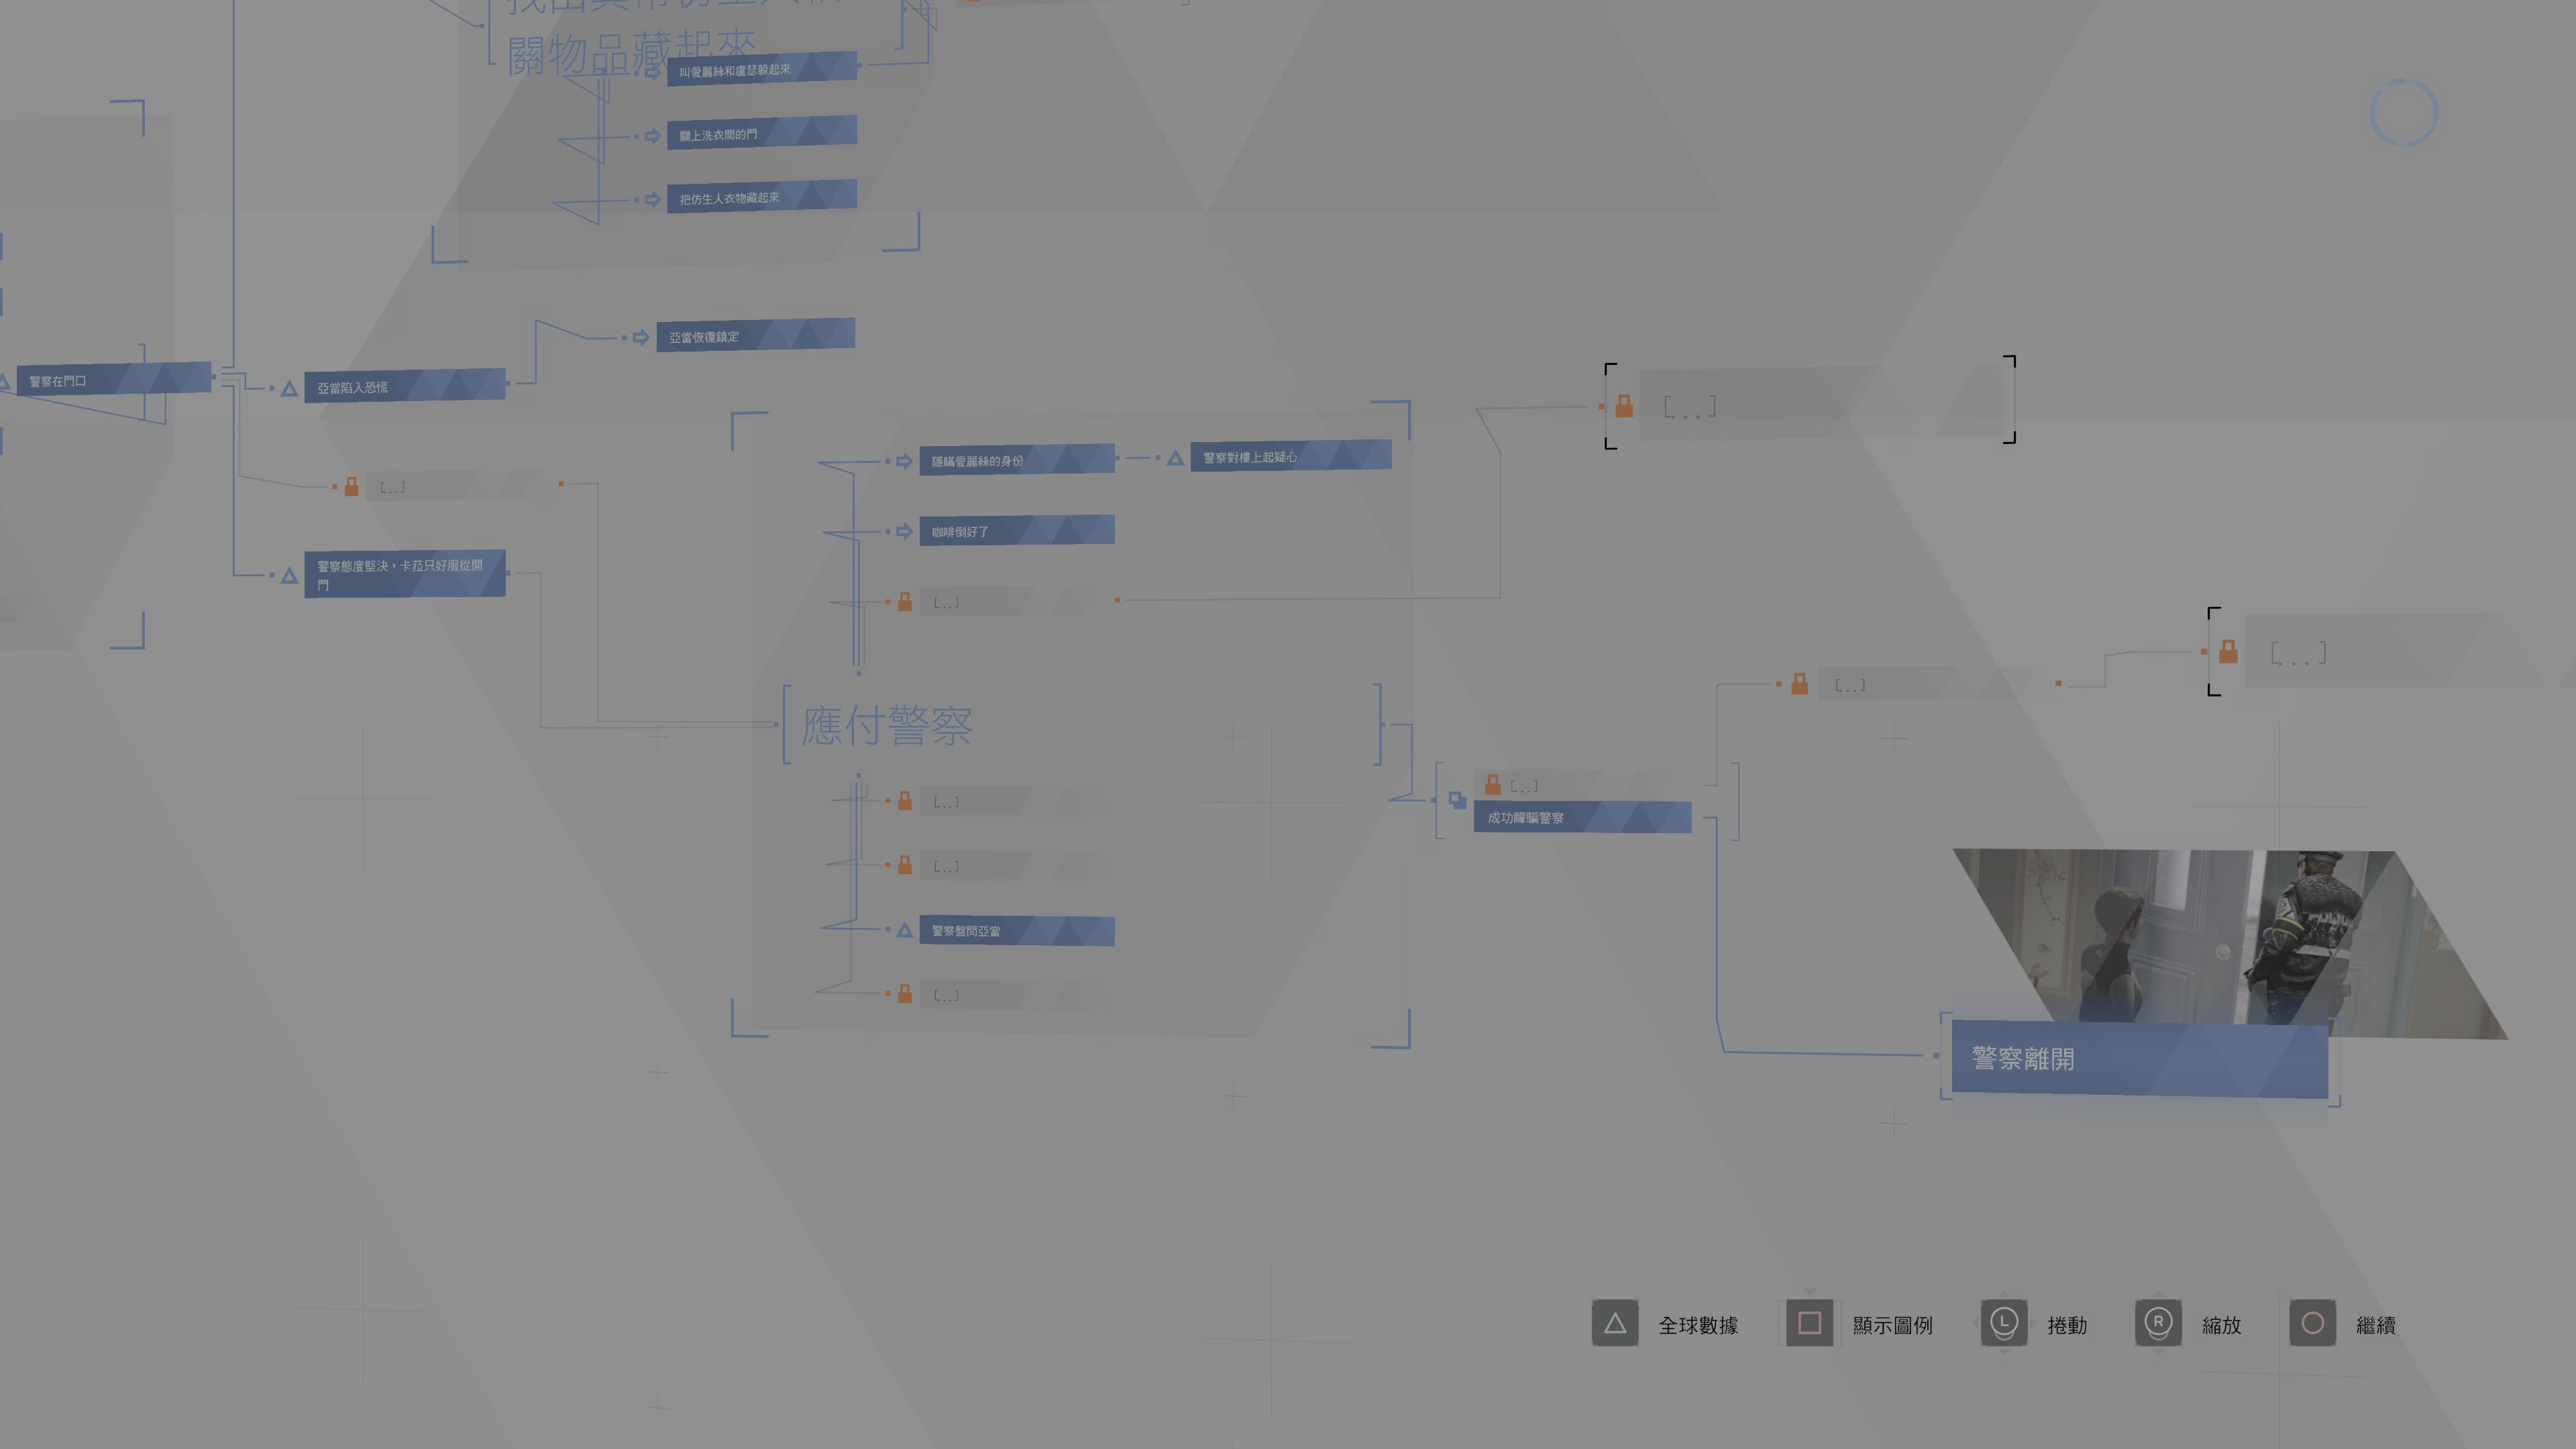 關物品藏起來
叫愛麗絲和盧瑟躲起來
關上洗衣間的門
把仿生人衣物藏起來
亞當恢復鎮定
警察在門口
亞當陷入恐慌
[...]
警察態度堅決，卡菈只好服從開
門
隱瞞愛麗絲的身份
警察對樓上起疑心
咖啡倒好了
[...]
[...]
應付警察
[...]
[...]
警察盤問亞當
[...]
[...]
成功矇騙警察
[...]
[...]
警察離開
全球數據
顯示圖例
L
捲動
R
縮放
繼續